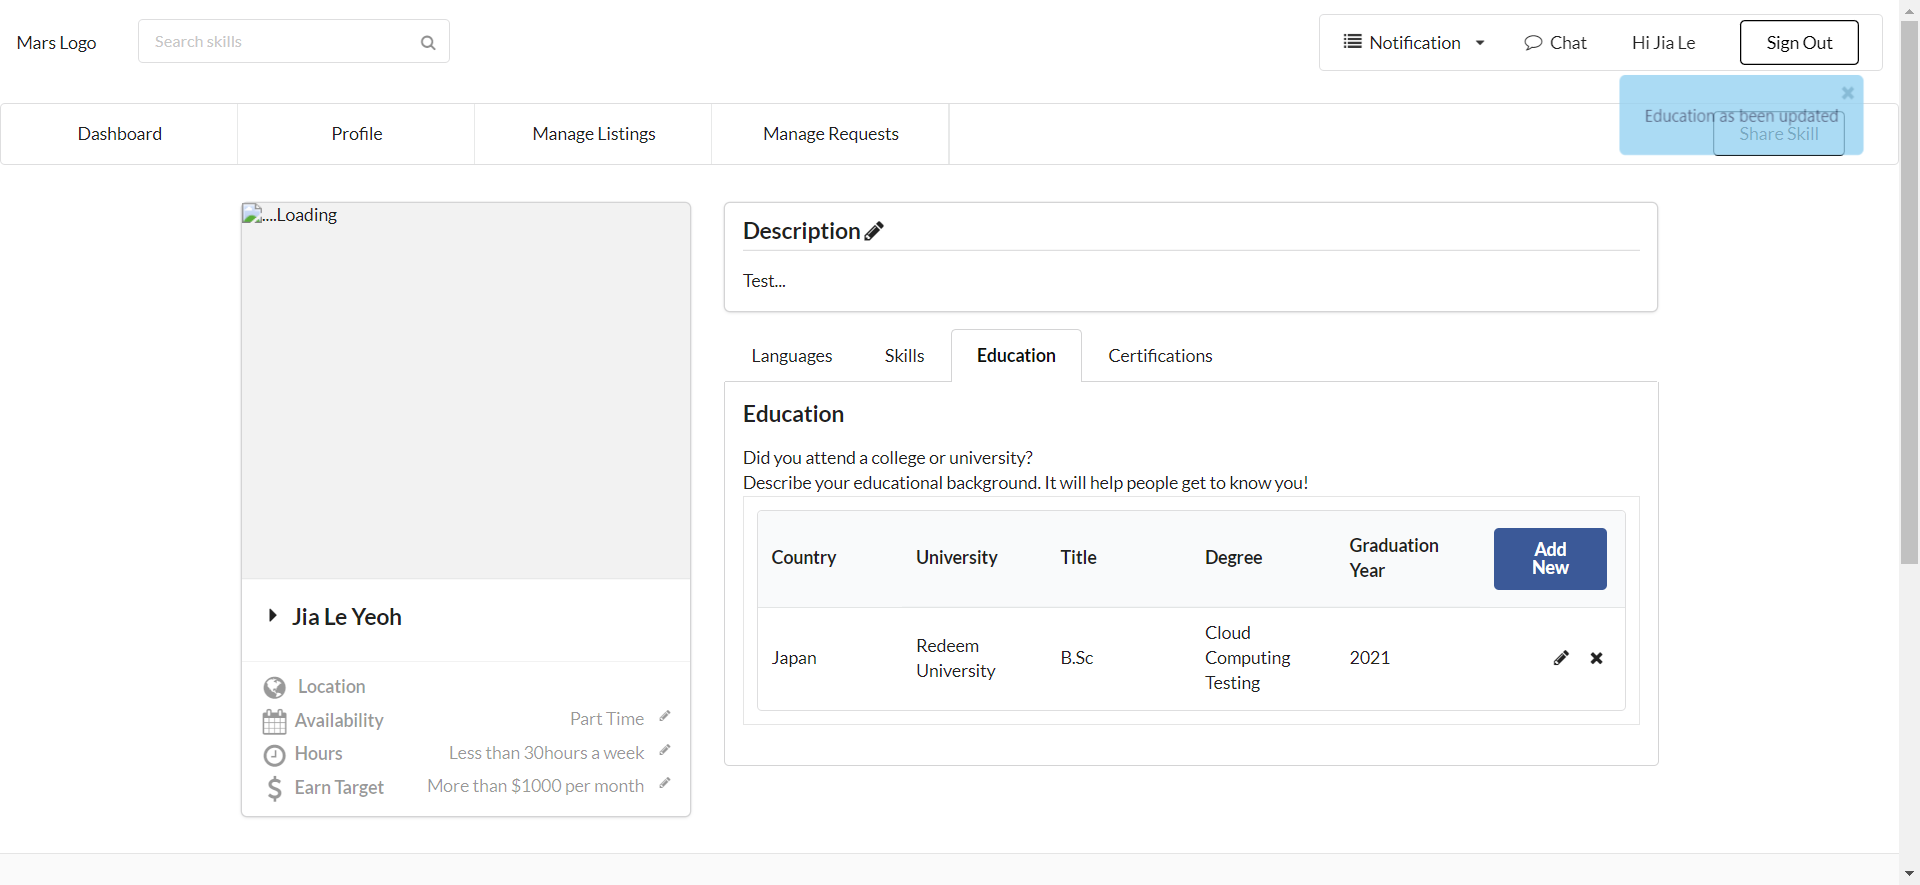 Mars Logo
Search skills
Notification
Chat
Hi Jia Le
Sign Out
Education as been updated
Dashboard
Profile
Manage Listings
Manage Requests
Share Skill
....Loading
Jia Le Yeoh
Location
Availability
Part Time
Hours
Less than 30hours a week
Earn Target
More than $1000 per month
Description
Test...
Languages
Skills
Education
Certifications
Education
Did you attend a college or university?
Describe your educational background. It will help people get to know you!
Country
University
Title
Degree
Graduation
Year
Add
New
Japan
Redeem
University
B.Sc
Cloud
Computing
Testing
2021